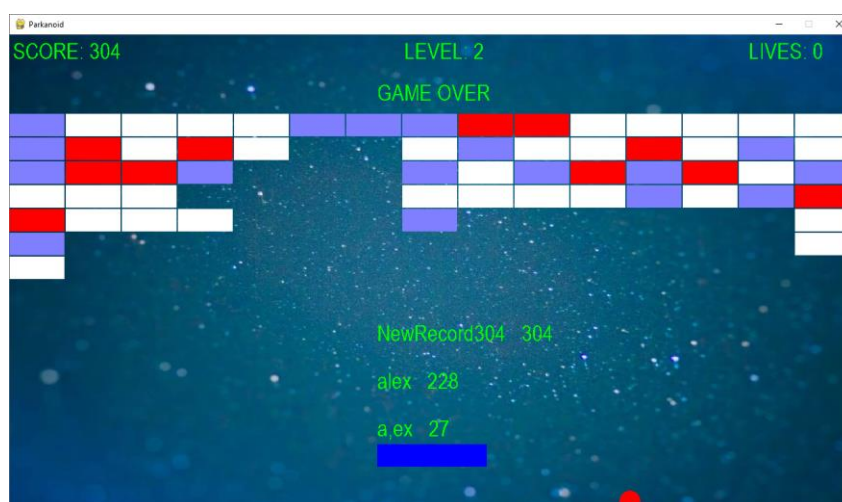 Parkanoid
SCORE: 304 LEVEL: 2 LIVES: 0
GAME OVER
NewRecord304 304
alex 228
a,ex 27